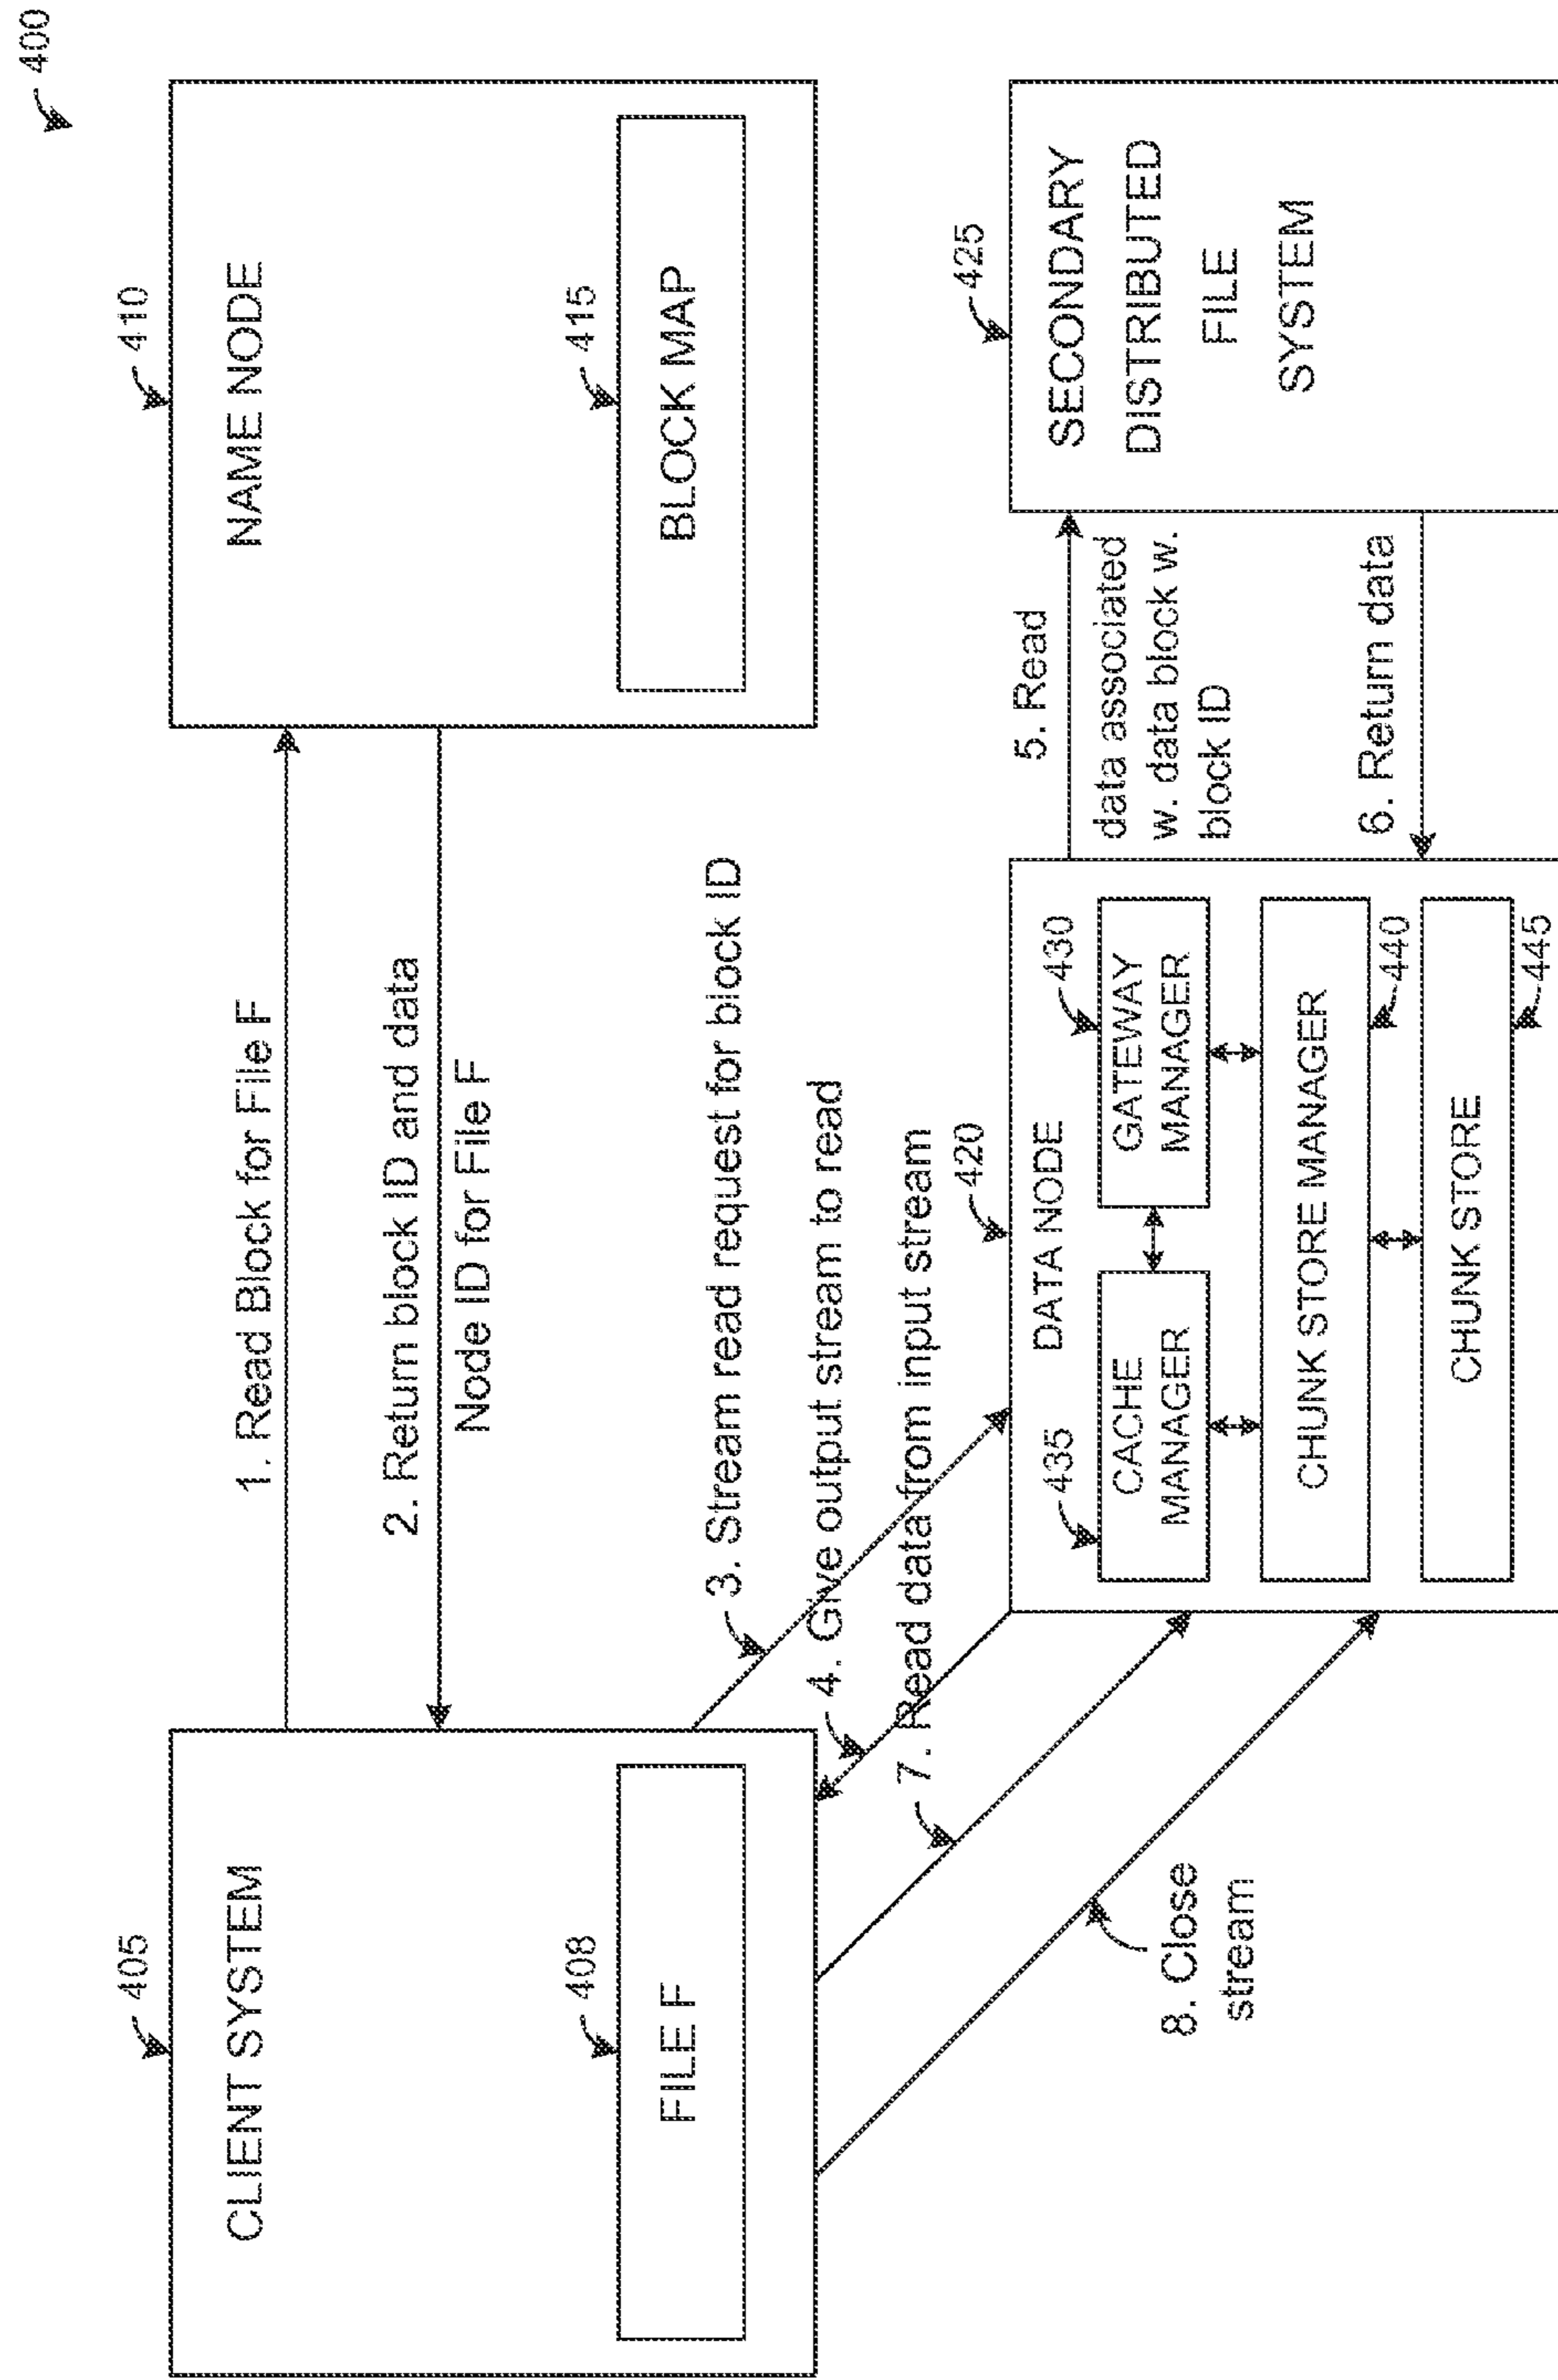 400
405
CLIENT SYSTEM
408
FILE F
1. Read Block for File F
2. Return block ID and data
Node ID for File F
410
NAME NODE
415
BLOCK MAP
3. Stream read request for block ID
4. Give output stream to read
7. Read data from input stream
8. Close
stream
420
DATA NODE
435
CACHE
MANAGER
430
GATEWAY
MANAGER
CHUNK STORE MANAGER
440
CHUNK STORE
445
5. Read
data associated
w. data block w.
block ID
6. Return data
425
SECONDARY
DISTRIBUTED
FILE
SYSTEM